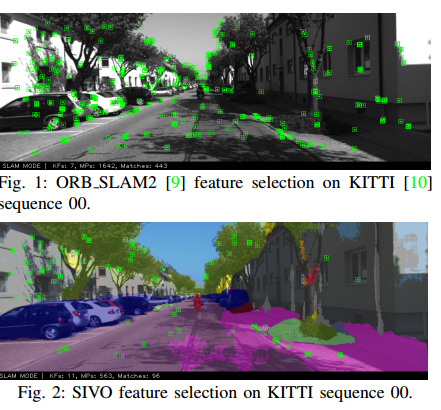 SLAM MODE | KFs: 7, MPs: 1642, Matches: 443
Fig. 1: ORB_SLAM2 [9] feature selection on KITTI [10]
sequence 00.
SLAM MODE | KFs: 11, MPs: 563, Matches: 96
Fig. 2: SIVO feature selection on KITTI sequence 00.